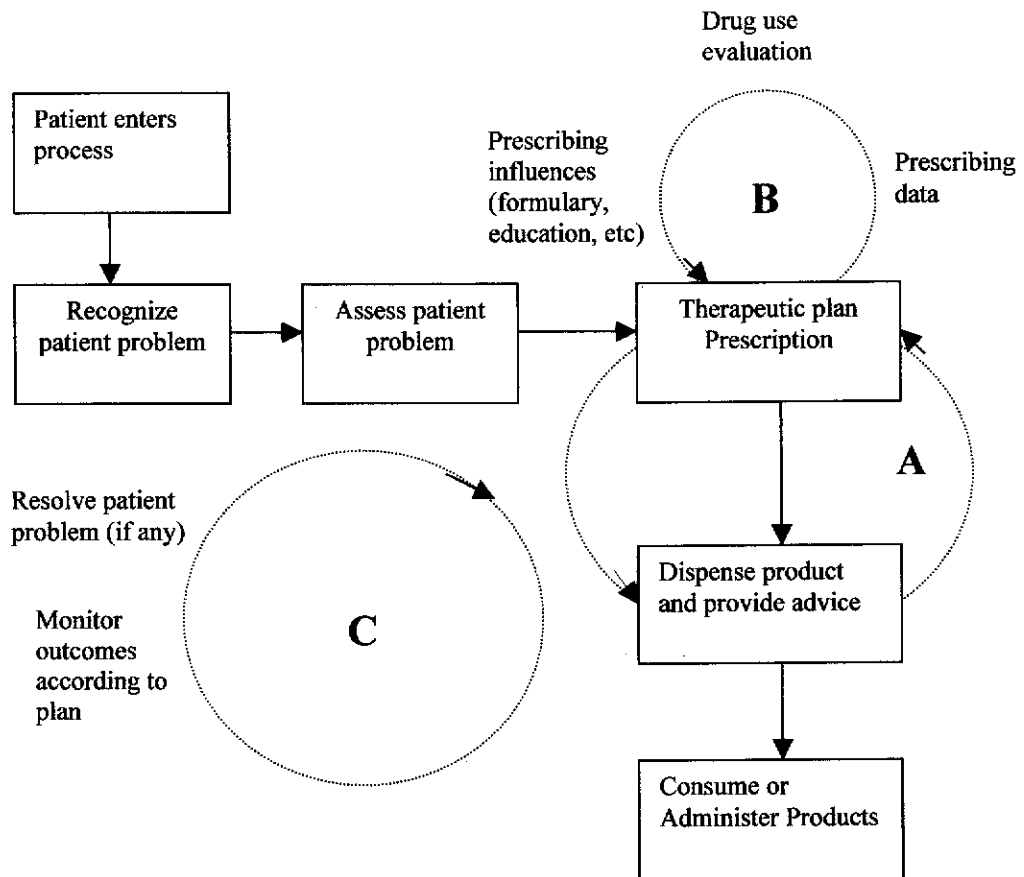 Drug use
evaluation
Patient enters
process
Prescribing
influences
(formulary,
education, etc)
B
Prescribing
data
Recognize
patient problem
Assess patient
problem
Therapeutic plan
Prescription
A
Resolve patient
problem (if any)
Monitor
outcomes
according to
plan
C
Dispense product
and provide advice
Consume or
Administer Products